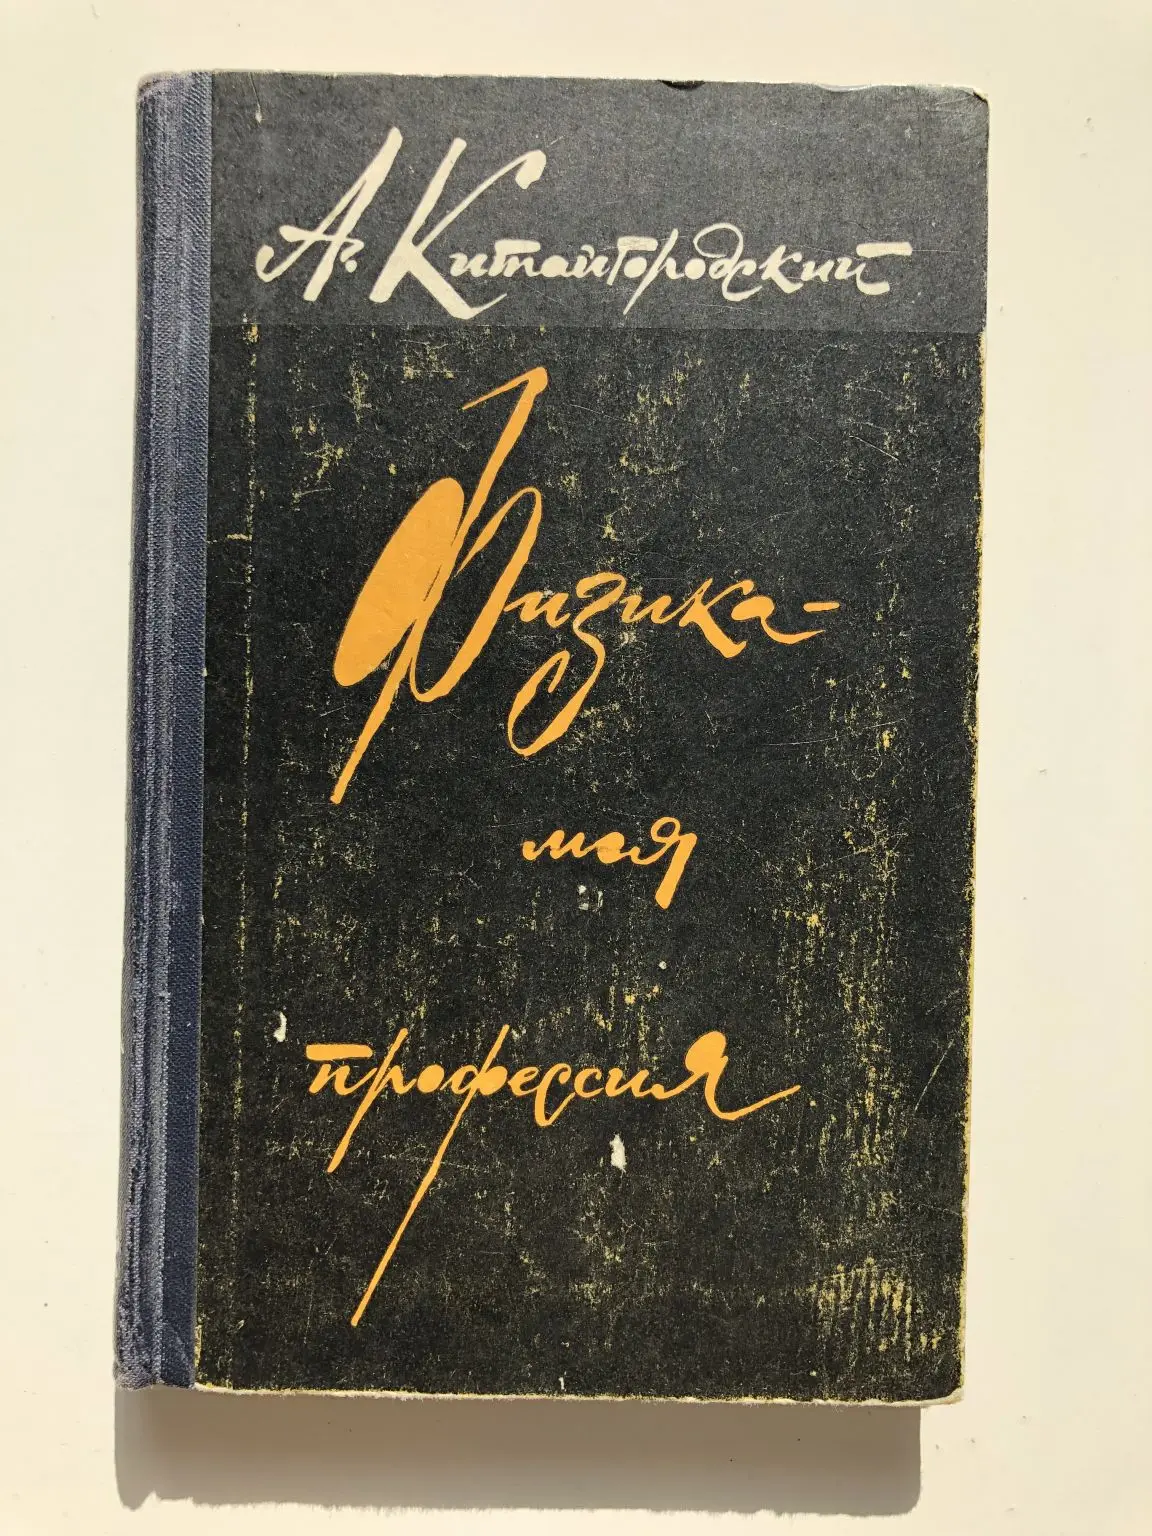 А. Китайгородский
Физика-
моя
профессия